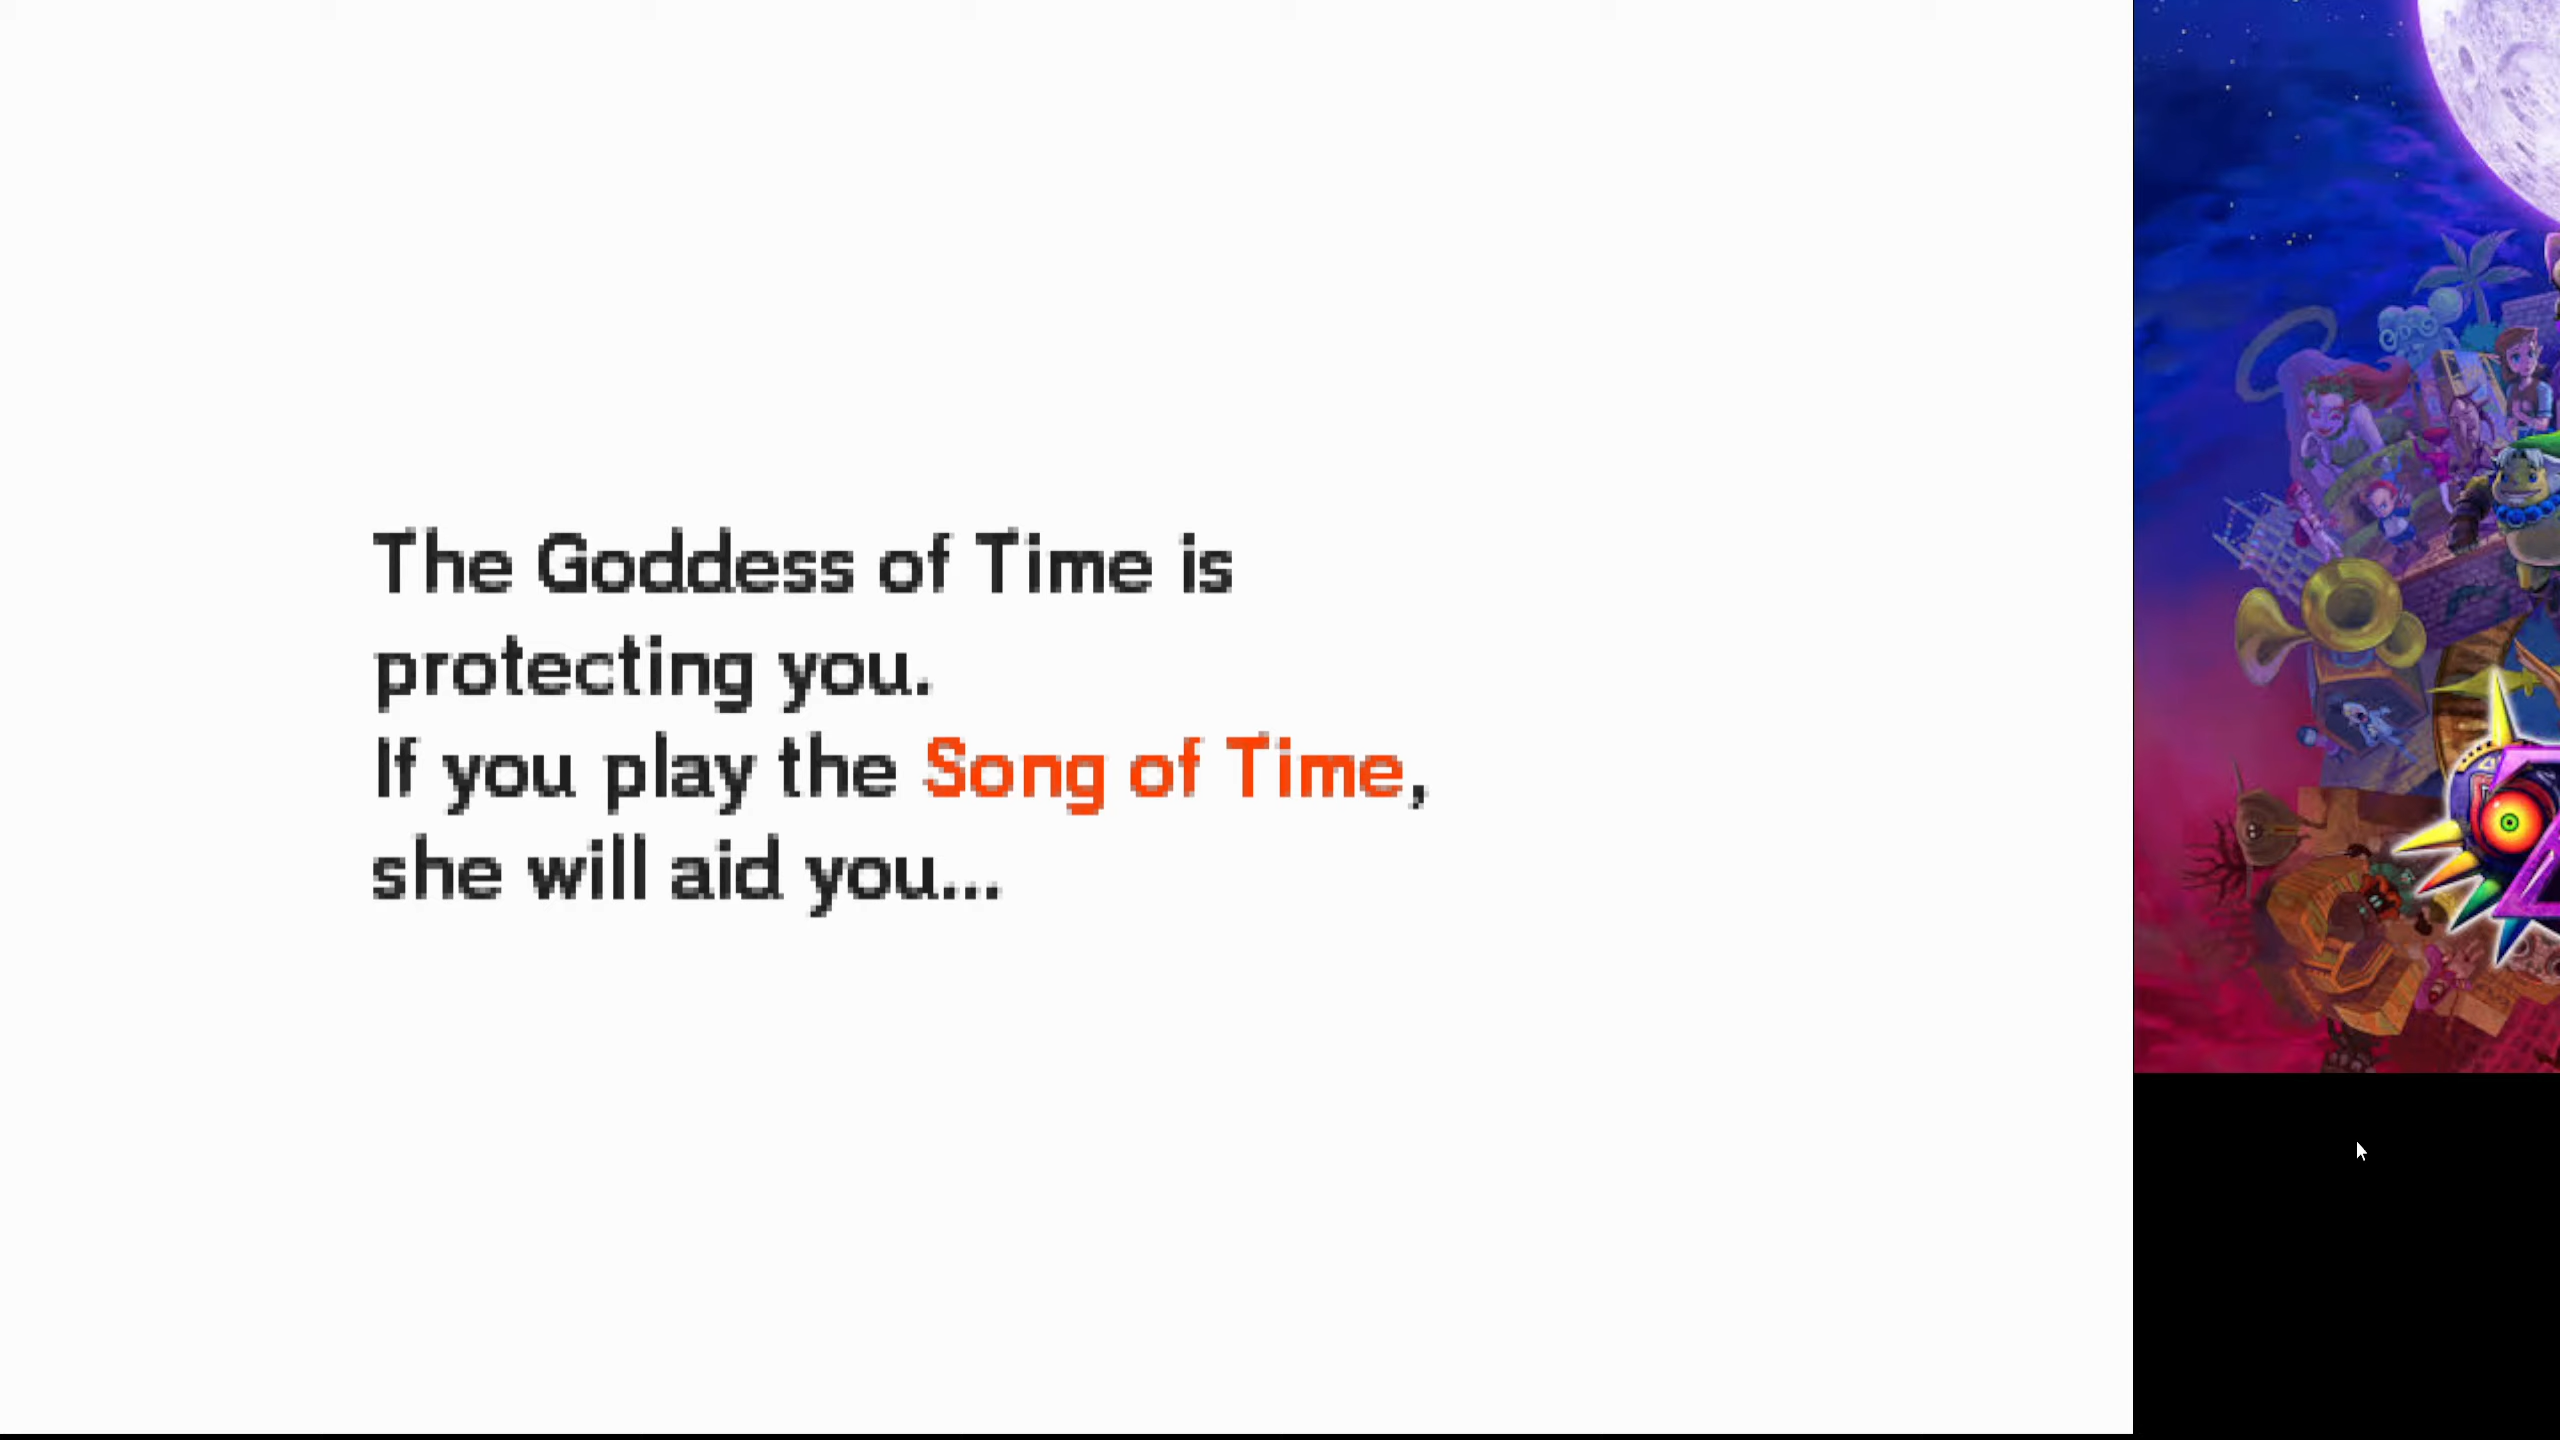 The Goddess of Time is
protecting you.
If you play the Song of Time,
she will aid you...